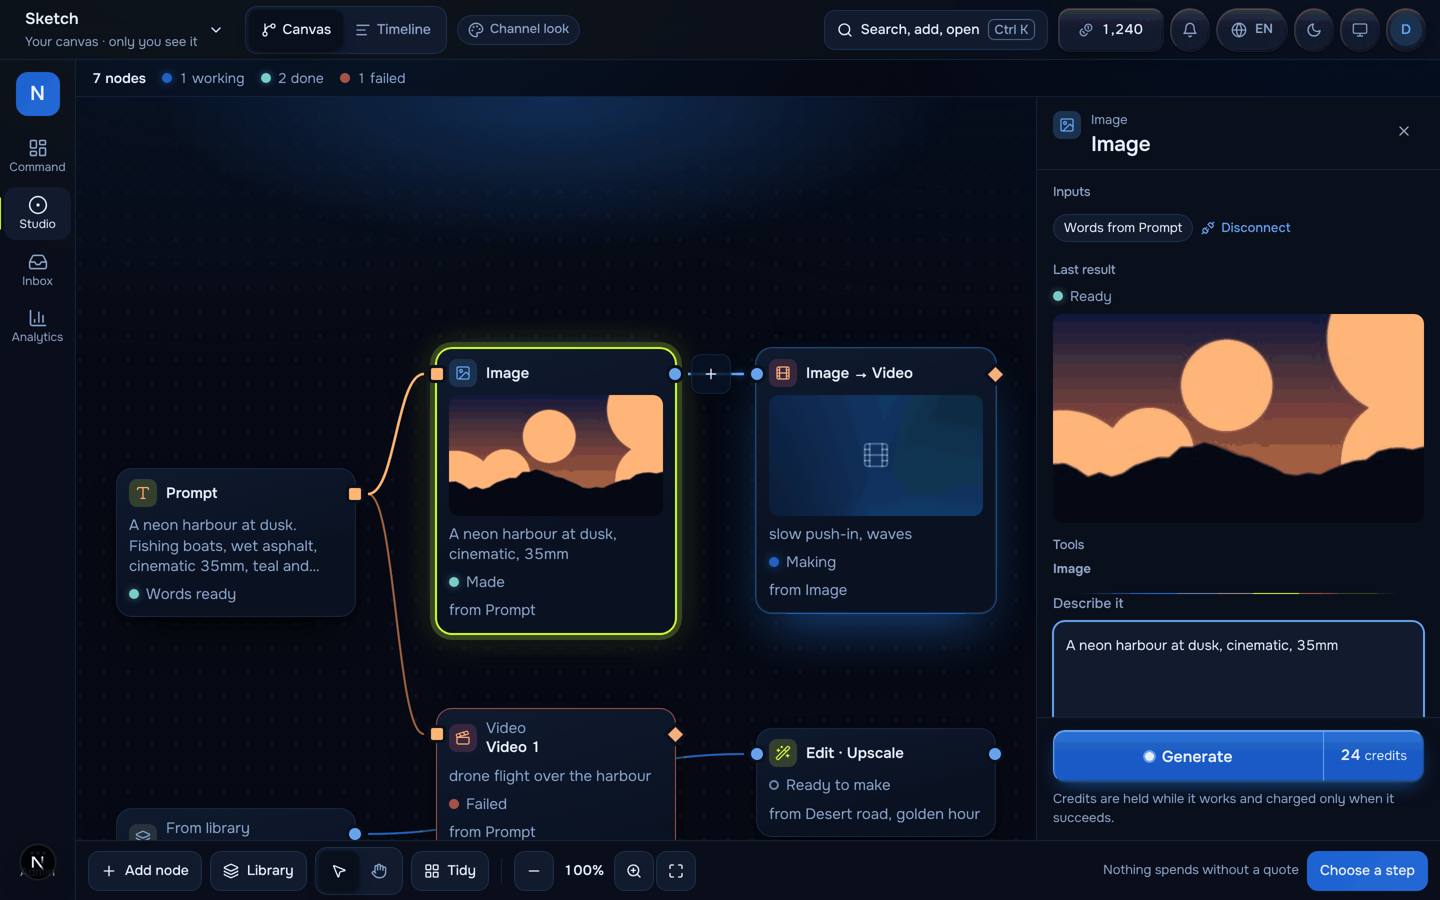 Sketch
Your canvas · only you see it
Canvas
Timeline
Channel look
Search, add, open
Ctrl K
1,240
EN
D
N
Command
Studio
Inbox
Analytics
N
7 nodes
1 working
2 done
1 failed
Prompt
A neon harbour at dusk.
Fishing boats, wet asphalt,
cinematic 35mm, teal and...
Words ready
Image
A neon harbour at dusk,
cinematic, 35mm
Made
from Prompt
Image → Video
slow push-in, waves
Making
from Image
Video
Video 1
drone flight over the harbour
Failed
from Prompt
Edit · Upscale
Ready to make
from Desert road, golden hour
From library
Image
Image
Inputs
Words from Prompt
Disconnect
Last result
Ready
Tools
Image
Describe it
A neon harbour at dusk, cinematic, 35mm
Generate
24 credits
Credits are held while it works and charged only when it
succeeds.
Add node
Library
Tidy
100%
Nothing spends without a quote
Choose a step